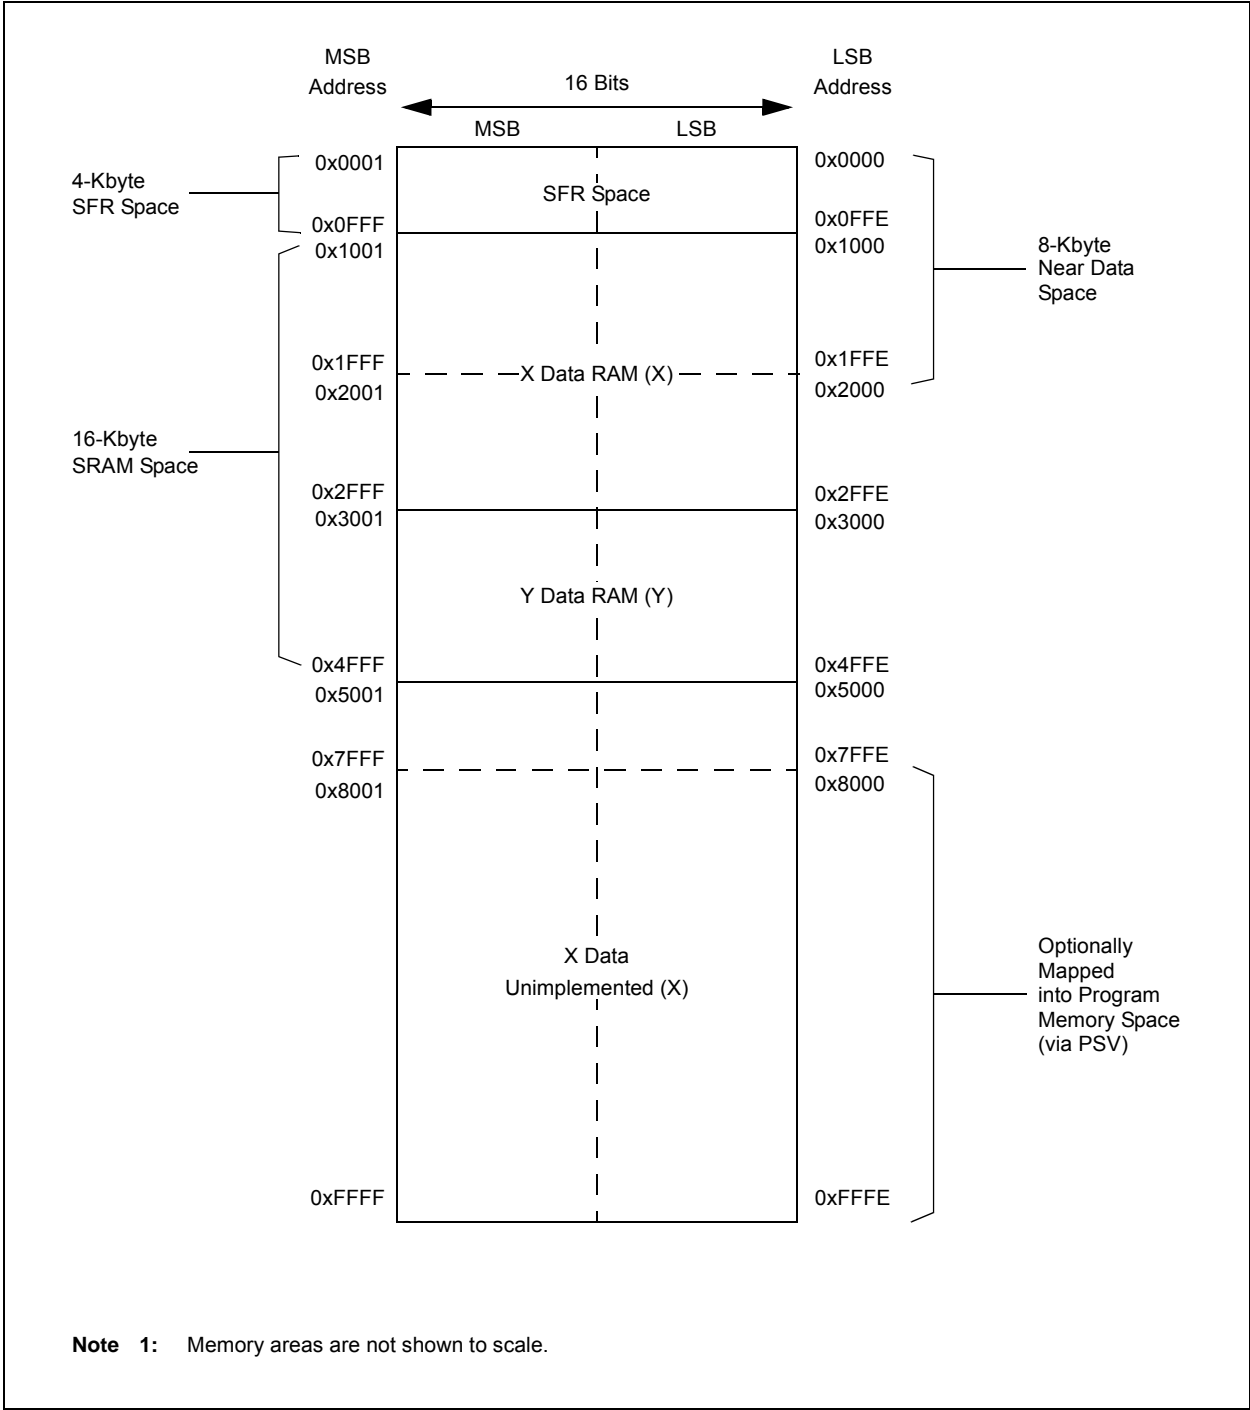 MSB
Address
LSB
Address
16 Bits
MSB
LSB
0x0001
0x0000
4-Kbyte
SFR Space
SFR Space
0x0FFF
0x0FFE
0x1001
0x1000
8-Kbyte
Near Data
Space
0x1FFF
0x1FFE
X Data RAM (X)
0x2001
0x2000
16-Kbyte
SRAM Space
0x2FFF
0x2FFE
0x3001
0x3000
Y Data RAM (Y)
0x4FFF
0x4FFE
0x5001
0x5000
0x7FFF
0x7FFE
0x8001
0x8000
X Data
Unimplemented (X)
Optionally
Mapped
into Program
Memory Space
(via PSV)
0xFFFF
0xFFFE
Note 1: Memory areas are not shown to scale.